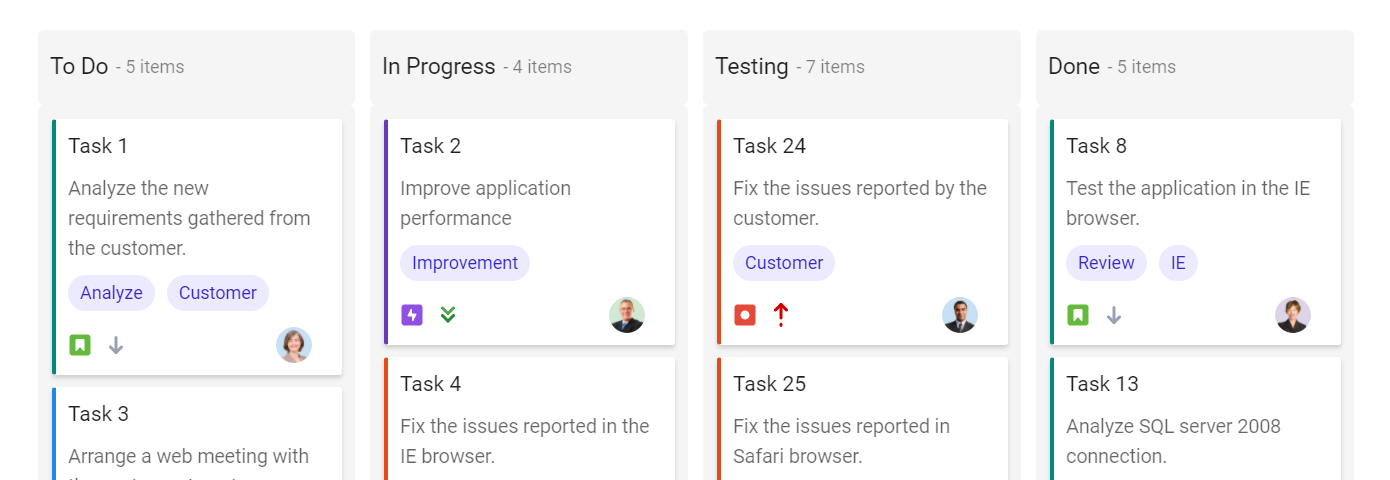 To Do - 5 items
Task 1
Analyze the new
requirements gathered from
the customer.
Analyze Customer
Task 3
Arrange a web meeting with
In Progress - 4 items
Task 2
Improve application
performance
Improvement
Task 4
Fix the issues reported in the
IE browser.
Testing - 7 items
Task 24
Fix the issues reported by the
customer.
Customer
Task 25
Fix the issues reported in
Safari browser.
Done - 5 items
Task 8
Test the application in the IE
browser.
Review IE
Task 13
Analyze SQL server 2008
connection.